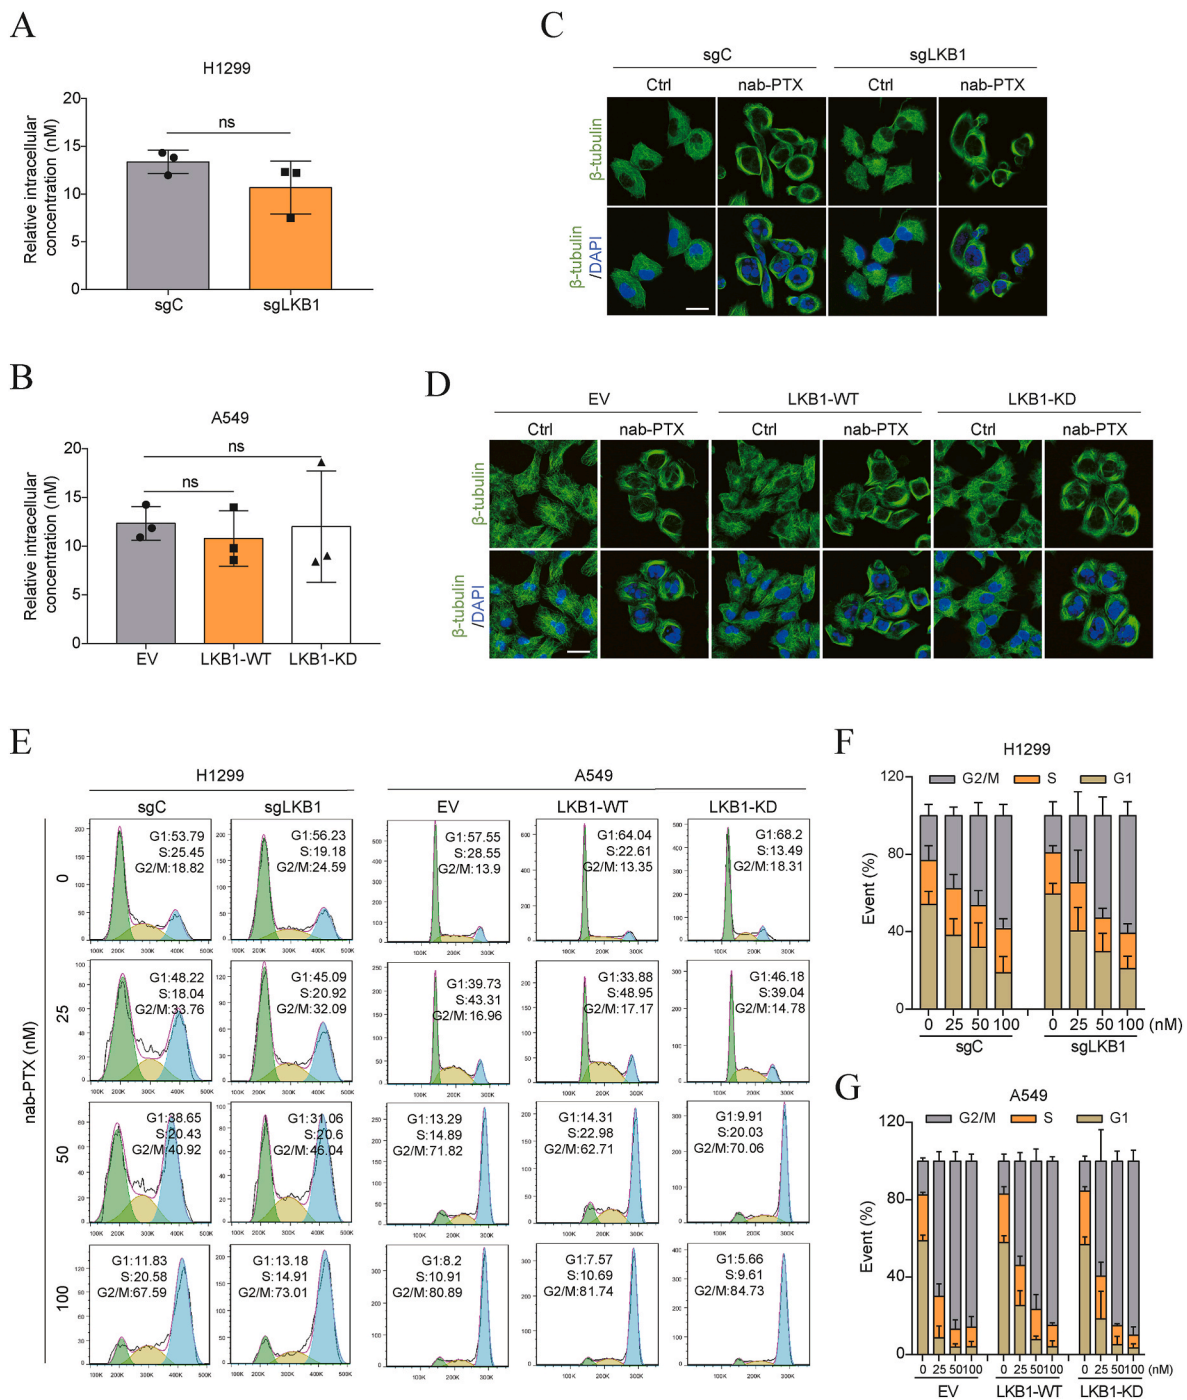 A
H1299
Relative intracellular
concentration (nM)
20
15
10
5
0
ns
sgC
sgLKB1
B
A549
Relative intracellular
concentration (nM)
20
15
10
5
0
ns
ns
EV
LKB1-WT
LKB1-KD
C
sgC
sgLKB1
Ctrl
nab-PTX
Ctrl
nab-PTX
β-tubulin
β-tubulin
/DAPI
D
EV
LKB1-WT
LKB1-KD
Ctrl
nab-PTX
Ctrl
nab-PTX
Ctrl
nab-PTX
β-tubulin
β-tubulin
/DAPI
E
H1299
A549
sgC
sgLKB1
EV
LKB1-WT
LKB1-KD
nab-PTX (nM)
0
G1:53.79
S:25.45
G2/M:18.82
G1:56.23
S:19.18
G2/M:24.59
G1:57.55
S:28.55
G2/M:13.9
G1:64.04
S:22.61
G2/M:13.35
G1:68.2
S:13.49
G2/M:18.31
25
G1:48.22
S:18.04
G2/M:33.76
G1:45.09
S:20.92
G2/M:32.09
G1:39.73
S:43.31
G2/M:16.96
G1:33.88
S:48.95
G2/M:17.17
G1:46.18
S:39.04
G2/M:14.78
50
G1:38.65
S:20.43
G2/M:40.92
G1:31.06
S:20.6
G2/M:46.04
G1:13.29
S:14.89
G2/M:71.82
G1:14.31
S:22.98
G2/M:62.71
G1:9.91
S:20.03
G2/M:70.06
100
G1:11.83
S:20.58
G2/M:67.59
G1:13.18
S:14.91
G2/M:73.01
G1:8.2
S:10.91
G2/M:80.89
G1:7.57
S:10.69
G2/M:81.74
G1:5.66
S:9.61
G2/M:84.73
F
H1299
G2/M S G1
Event (%)
120
80
40
0
0 25 50 100 0 25 50 100 (nM)
sgC
sgLKB1
G
A549
G2/M S G1
Event (%)
120
80
40
0
0 25 50 100 0 25 50 100 0 25 50 100 (nM)
EV
LKB1-WT
LKB1-KD